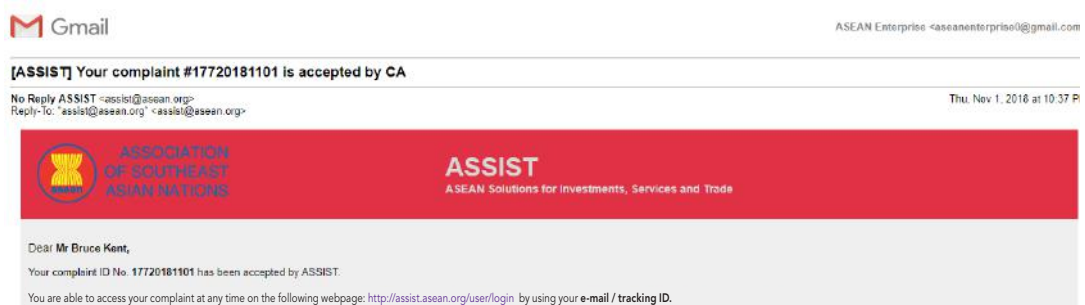 Gmail
ASEAN Enterprise <aseanenterprise0@gmail.com
[ASSIST] Your complaint #17720181101 is accepted by CA
No Reply ASSIST <assist@asean.org>
Thu, Nov 1, 2018 at 10:37 P
Reply-To: "assist@asean.org" <assist@asean.org>
ASSOCIATION
OF SOUTHEAST
ASIAN NATIONS
asean
ASSIST
ASEAN Solutions for Investments, Services and Trade
Dear Mr Bruce Kent,
Your complaint ID No. 17720181101 has been accepted by ASSIST.
You are able to access your complaint at any time on the following webpage: http://assist.asean.org/user/login by using your e-mail / tracking ID.